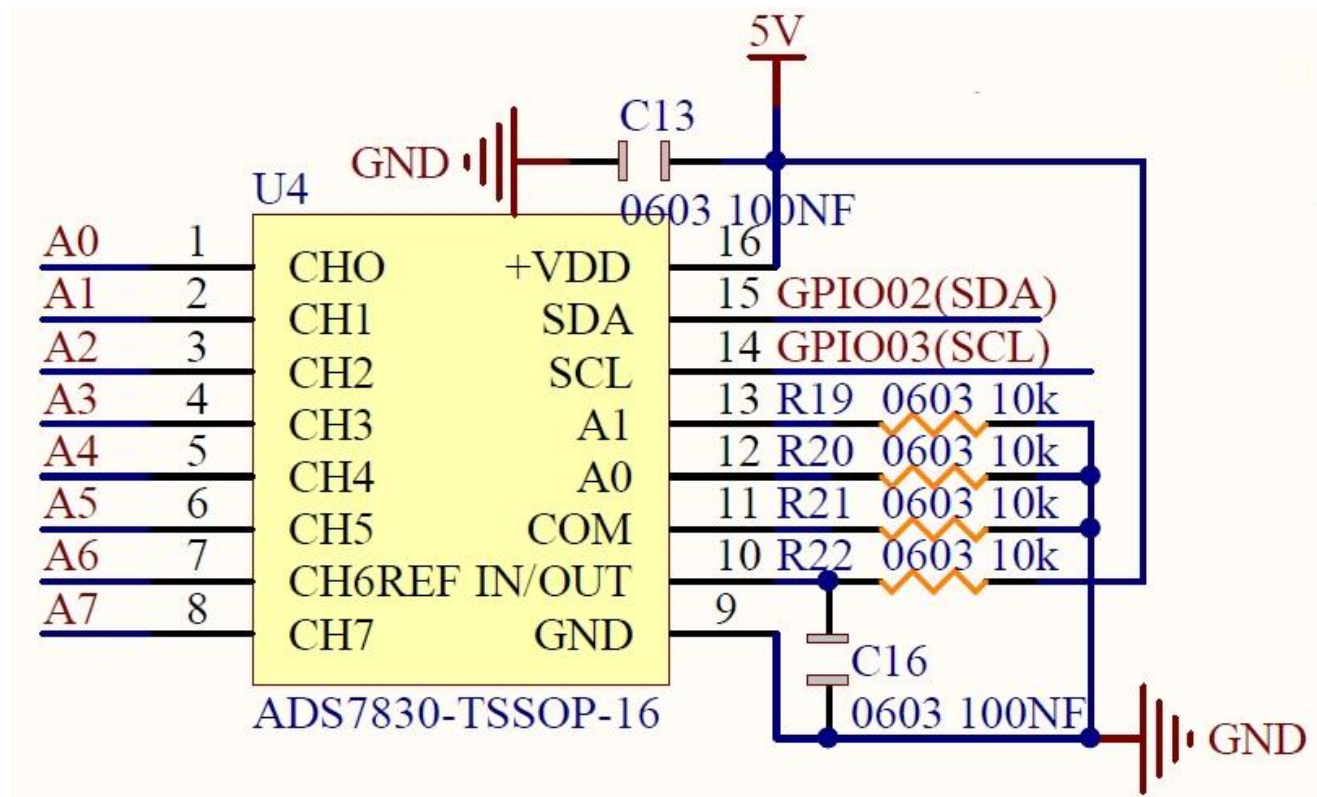 5V
C13
GND
0603 100NF
U4
A0 1 CHO +VDD 16
A1 2 CH1 SDA 15 GPIO02(SDA)
A2 3 CH2 SCL 14 GPIO03(SCL)
A3 4 CH3 A1 13 R19 0603 10k
A4 5 CH4 A0 12 R20 0603 10k
A5 6 CH5 COM 11 R21 0603 10k
A6 7 CH6REF IN/OUT 10 R22 0603 10k
A7 8 CH7 GND 9
C16
ADS7830-TSSOP-16 0603 100NF
GND